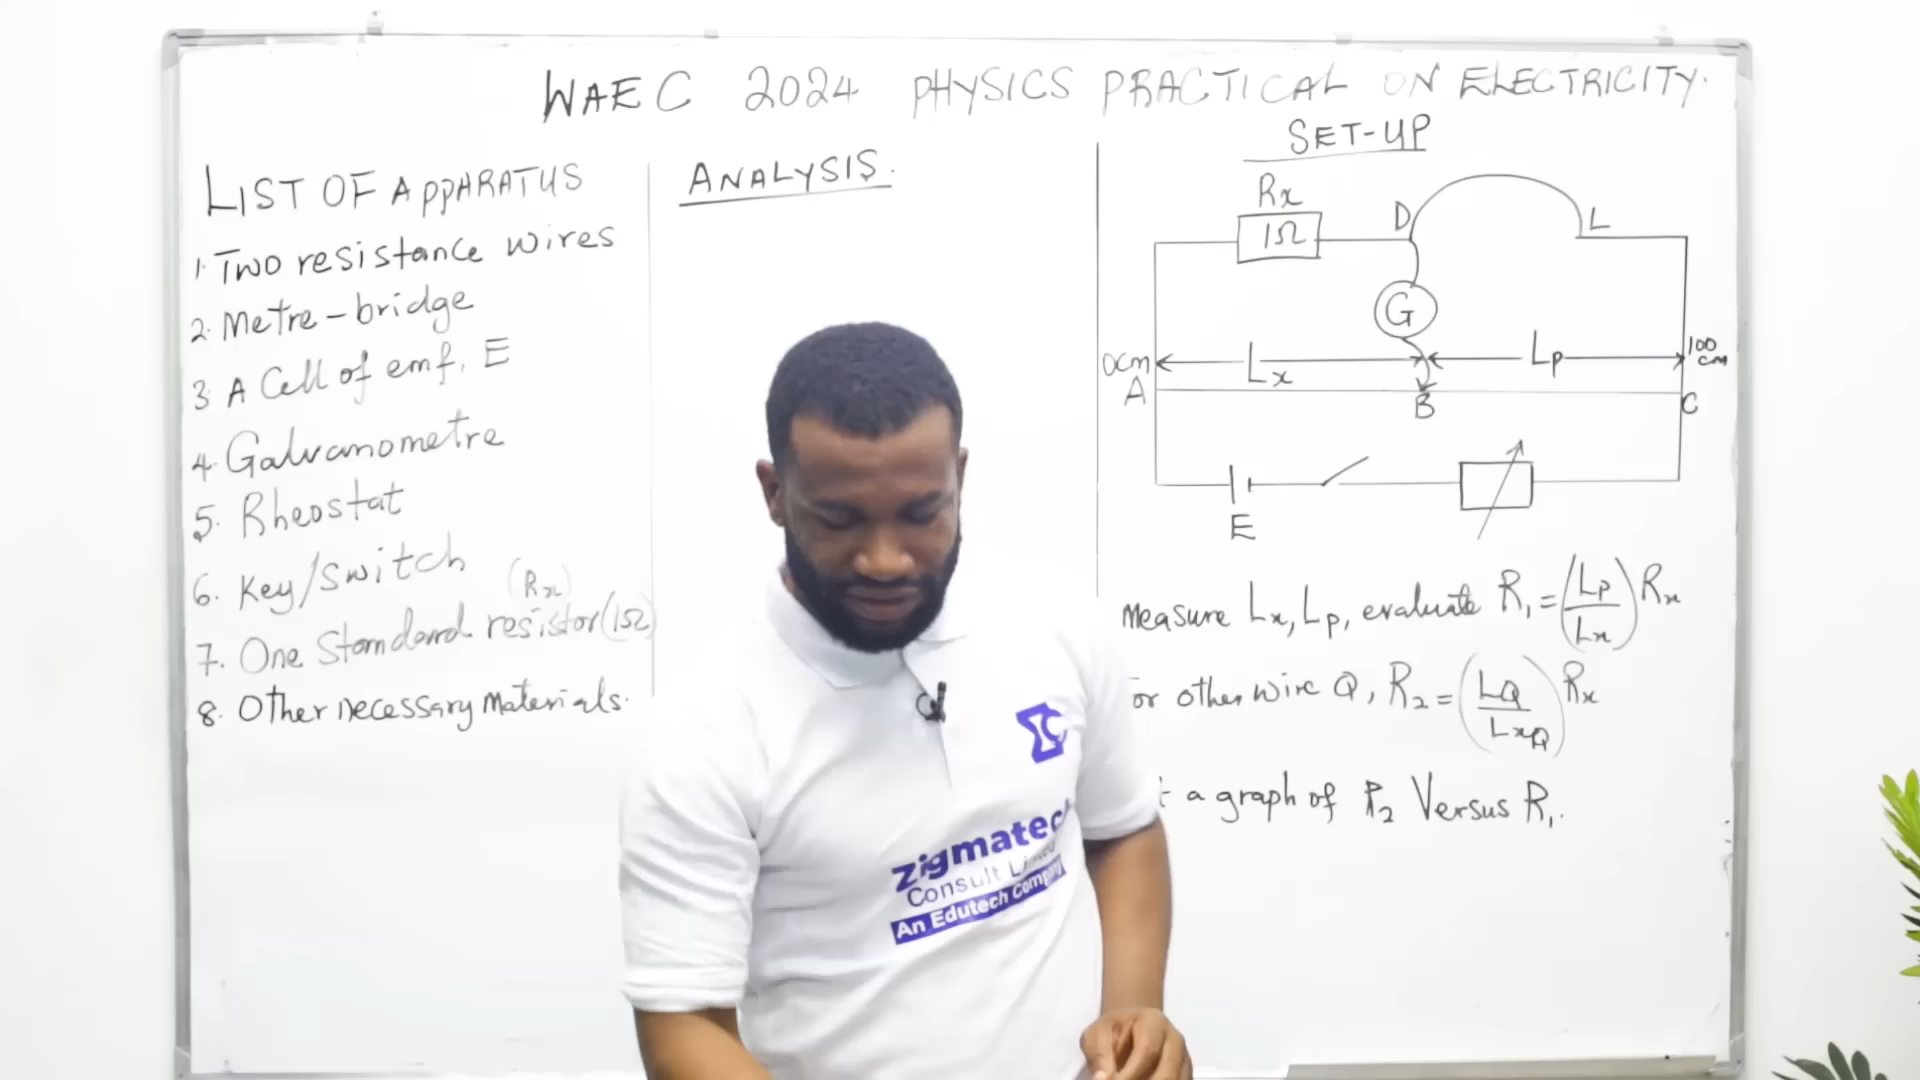 WAEC 2024 PHYSICS PRACTICAL ON ELECTRICITY.
LIST OF APPARATUS
1. Two resistance wires
2. Metre-bridge
3. A Cell of emf, E
4. Galvanometre
5. Rheostat
6. Key/Switch
(Rx)
7. One Standard resistor (1Ω)
8. Other necessary materials.
ANALYSIS.
SET-UP
Rx
1Ω
D
L
G
0cm
Lx
Lp
100
cm
A
B
C
E
measure Lx, Lp, evaluate R1 = (Lp/Lx) Rx
or other wire Q, R2 = (LQ/LxQ) Rx
t a graph of R2 Versus R1.
zigmatech
Consult Li
An Edutech Company